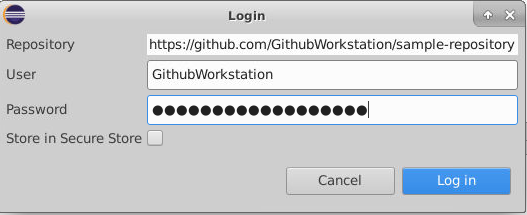 Login
Repository https://github.com/GithubWorkstation/sample-repository
User GithubWorkstation
Password ●●●●●●●●●●●●●●●●●●
Store in Secure Store
Cancel Log in